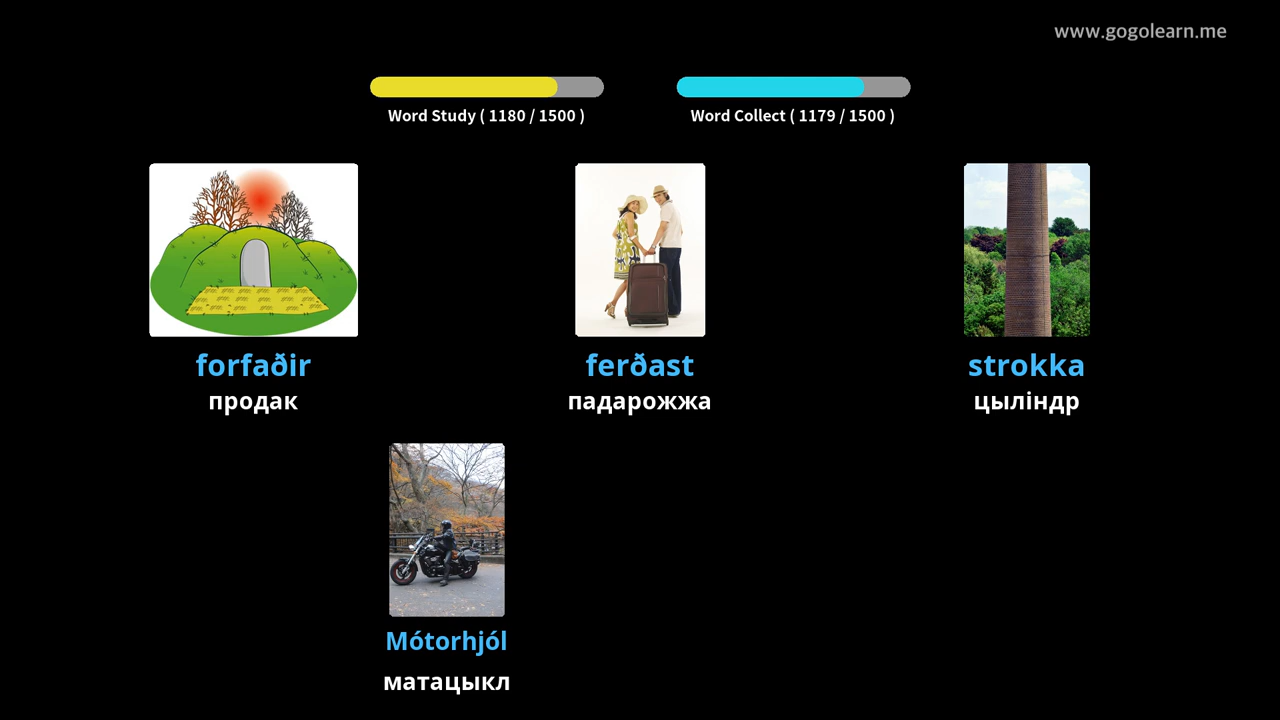 www.gogolearn.me
Word Study ( 1180 / 1500 )
Word Collect ( 1179 / 1500 )
forfaðir
продак
ferðast
падарожжа
strokka
цыліндр
Mótorhjól
матацыкл